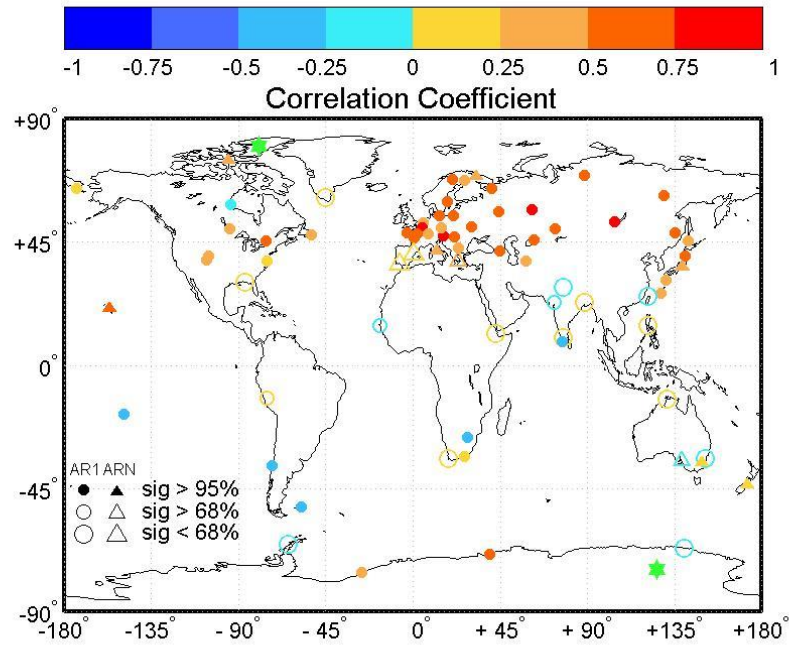 -1 -0.75 -0.5 -0.25 0 0.25 0.5 0.75 1
Correlation Coefficient
+90°
+45°
0°
-45°
-90°
AR1 ARN
sig > 95%
sig > 68%
sig < 68%
-180 -135 -90 -45 0 +45 +90 +135 +180